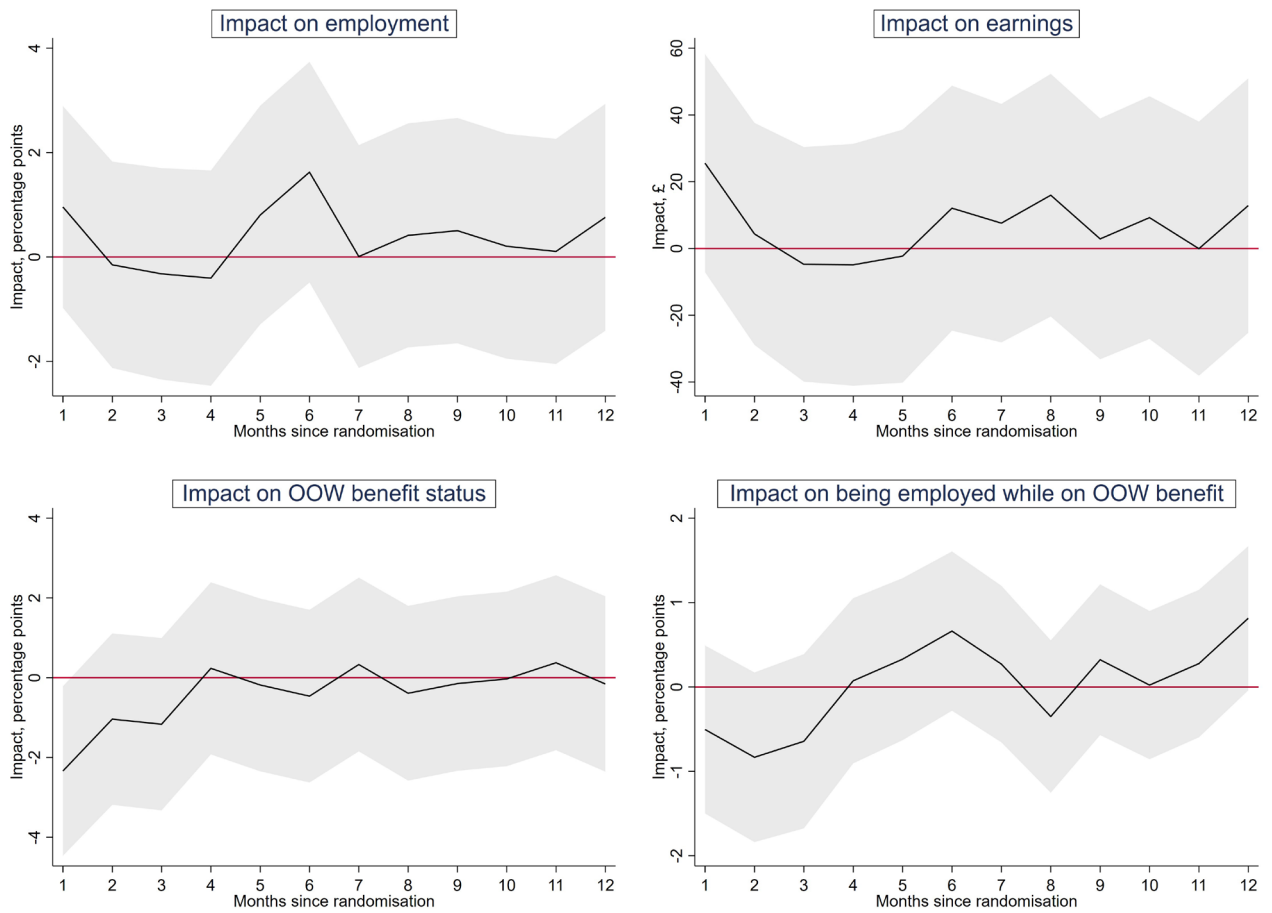 Impact on employment
Impact, percentage points
4
2
0
-2
1 2 3 4 5 6 7 8 9 10 11 12
Months since randomisation
Impact on earnings
Impact, £
60
40
20
0
-20
-40
1 2 3 4 5 6 7 8 9 10 11 12
Months since randomisation
Impact on OOW benefit status
Impact, percentage points
4
2
0
-2
-4
1 2 3 4 5 6 7 8 9 10 11 12
Months since randomisation
Impact on being employed while on OOW benefit
Impact, percentage points
2
1
0
-1
-2
1 2 3 4 5 6 7 8 9 10 11 12
Months since randomisation